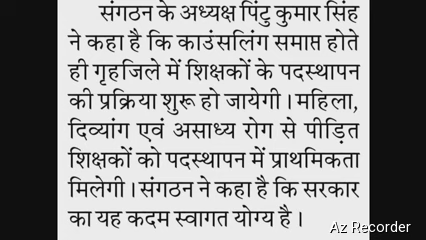 संगठन के अध्यक्ष पिंटु कुमार सिंह
ने कहा है कि काउंसलिंग समाप्त होते
ही गृहजिले में शिक्षकों के पदस्थापन
की प्रक्रिया शुरू हो जायेगी। महिला,
दिव्यांग एवं असाध्य रोग से पीड़ित
शिक्षकों को पदस्थापन में प्राथमिकता
मिलेगी। संगठन ने कहा है कि सरकार
का यह कदम स्वागत योग्य है।
Az Recorder